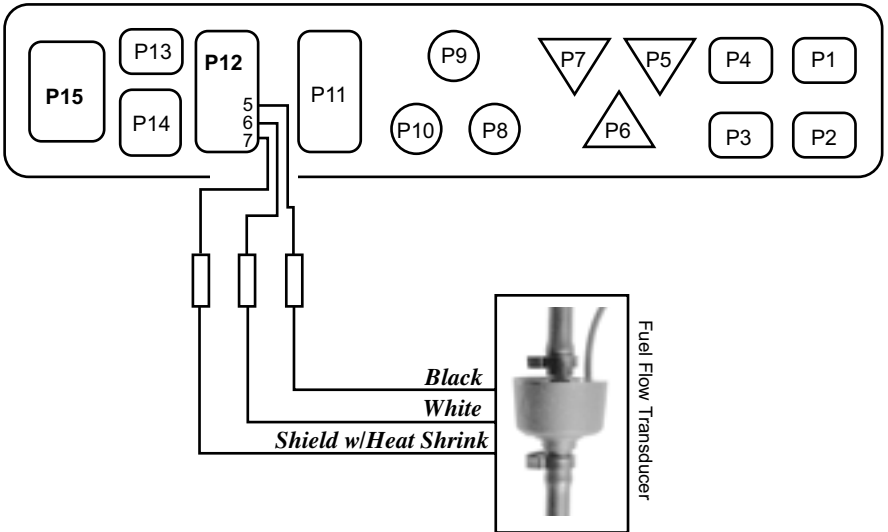 P15
P13
P14
P12
5
6
7
P11
P9
P10
P8
P7
P5
P6
P4
P1
P3
P2
Black
White
Shield w/Heat Shrink
Fuel Flow Transducer